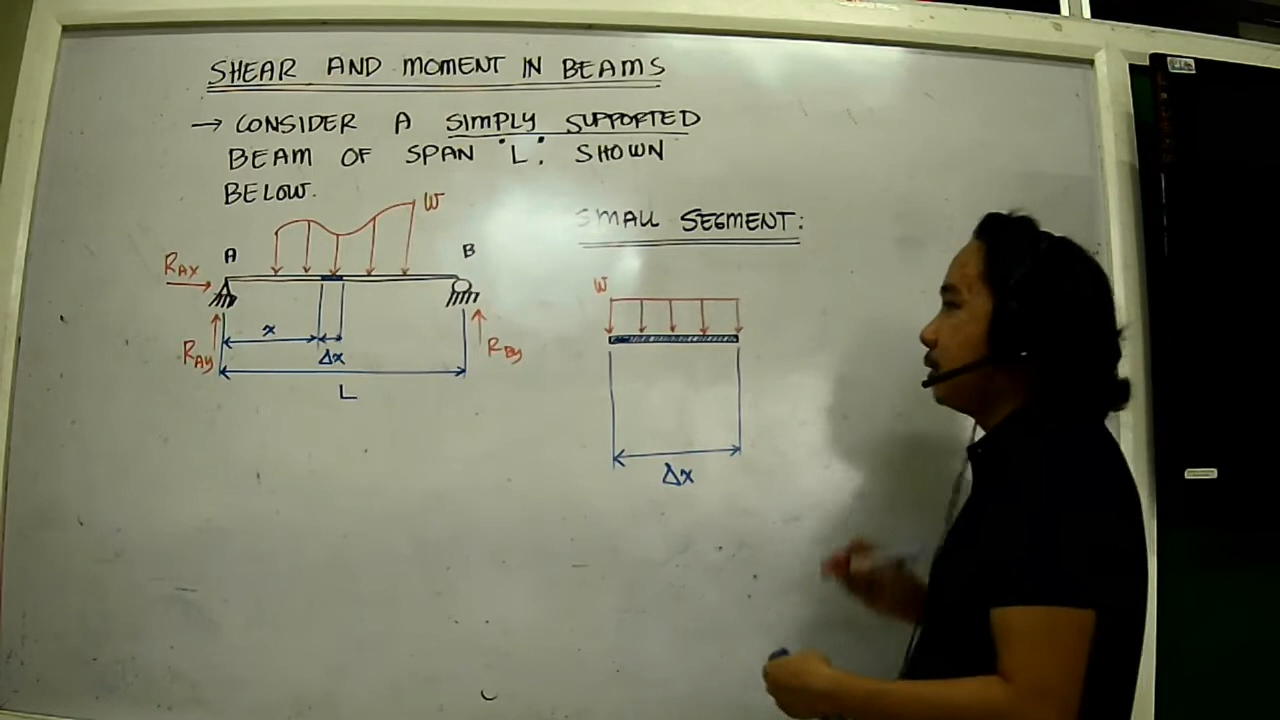 SHEAR AND MOMENT IN BEAMS
→ CONSIDER A SIMPLY SUPPORTED
BEAM OF SPAN "L". SHOWN
BELOW.
W
A
B
RAX
x
Δx
RAy
RBy
L
SMALL SEGMENT:
W
Δx